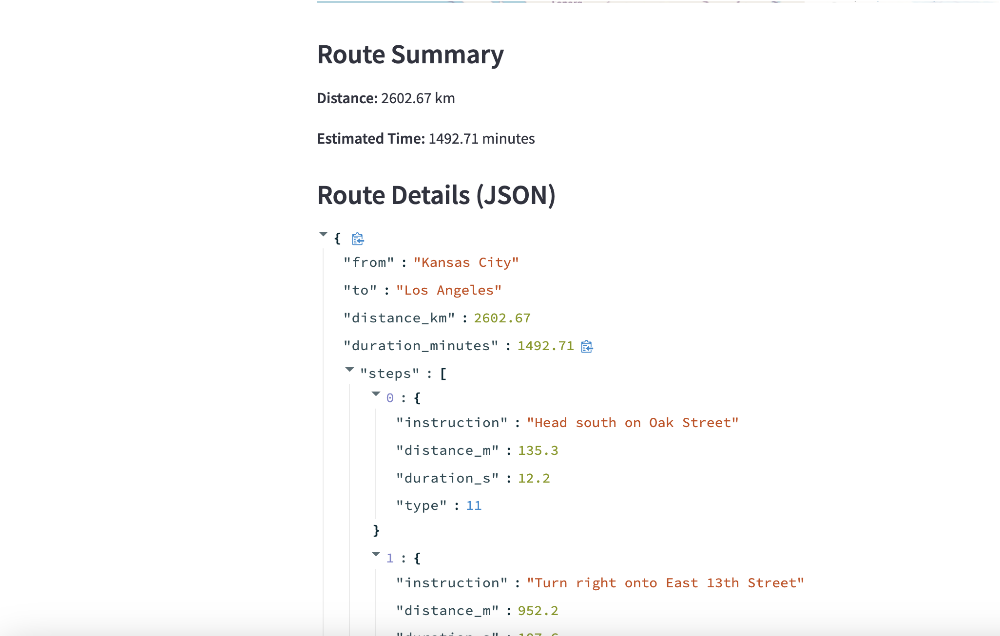 Route Summary
Distance: 2602.67 km
Estimated Time: 1492.71 minutes
Route Details (JSON)
{
"from" : "Kansas City"
"to" : "Los Angeles"
"distance_km" : 2602.67
"duration_minutes" : 1492.71
"steps" : [
0 : {
"instruction" : "Head south on Oak Street"
"distance_m" : 135.3
"duration_s" : 12.2
"type" : 11
}
1 : {
"instruction" : "Turn right onto East 13th Street"
"distance_m" : 952.2